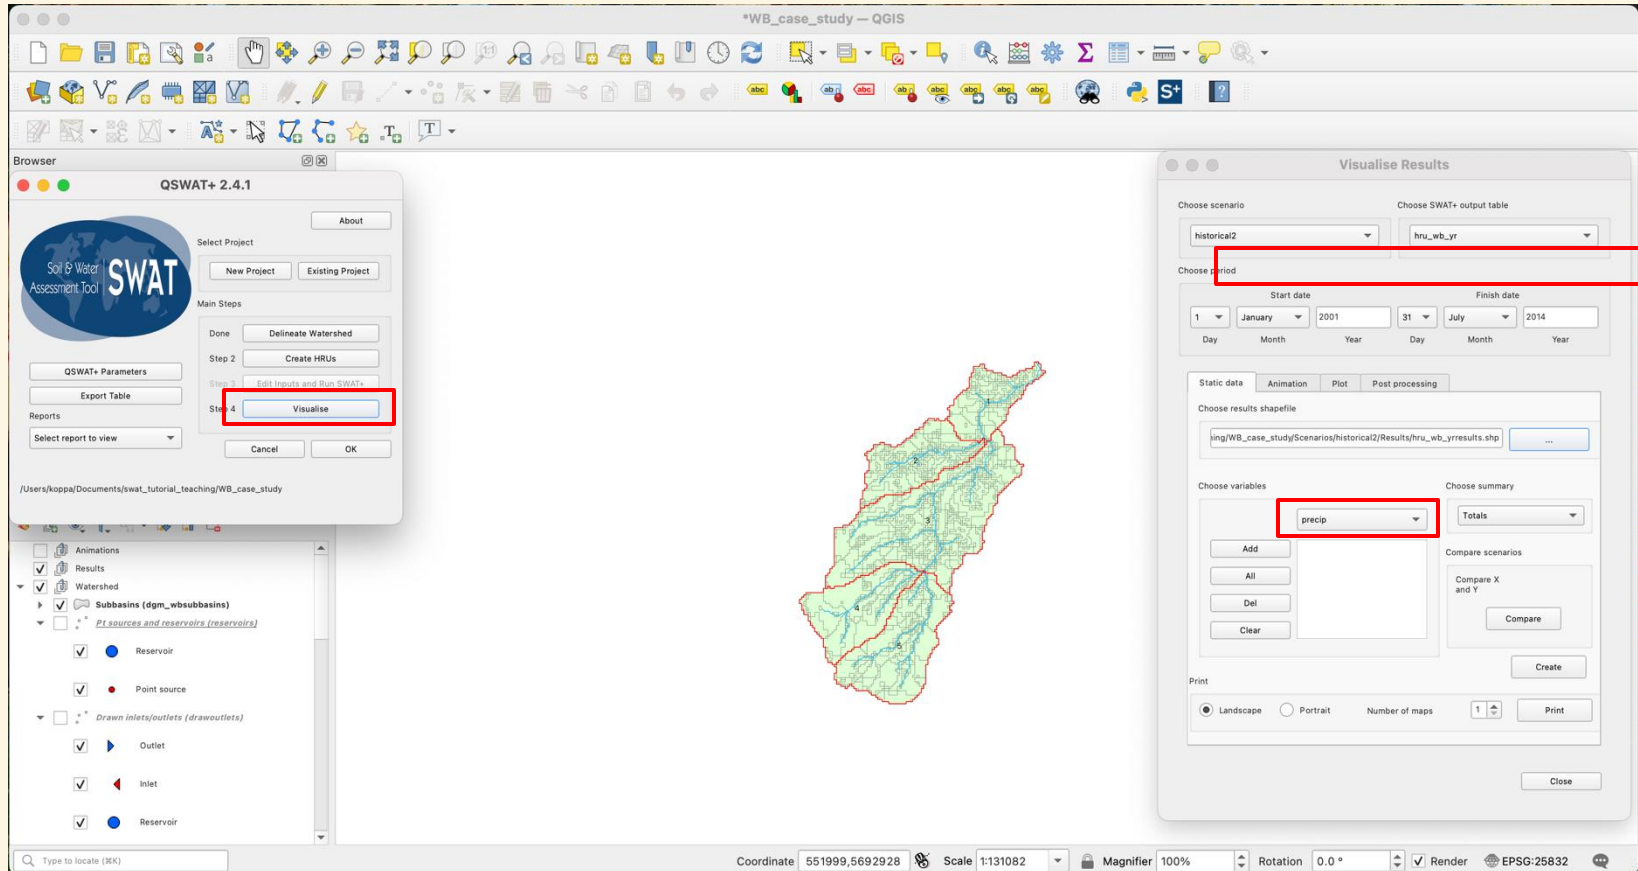 *WB_case_study — QGIS
Browser
QSWAT+ 2.4.1
About
Soil & Water
Assessment Tool
SWAT
Select Project
New Project
Existing Project
Main Steps
Done
Delineate Watershed
Step 2
Create HRUs
Step 3
Edit Inputs and Run SWAT+
Step 4
Visualise
QSWAT+ Parameters
Export Table
Reports
Select report to view
Cancel
OK
/Users/koppa/Documents/swat_tutorial_teaching/WB_case_study
Animations
Results
Watershed
Subbasins (dgm_wbsubbasins)
Pt sources and reservoirs (reservoirs)
Reservoir
Point source
Drawn inlets/outlets (drawoutlets)
Outlet
Inlet
Reservoir
1
2
3
4
5
Visualise Results
Choose scenario
Choose SWAT+ output table
historical2
hru_wb_yr
Choose period
Start date
Finish date
1
January
2001
31
July
2014
Day
Month
Year
Day
Month
Year
Static data
Animation
Plot
Post processing
Choose results shapefile
ning/WB_case_study/Scenarios/historical2/Results/hru_wb_yrresults.shp
...
Choose variables
Choose summary
precip
Totals
Add
All
Del
Clear
Compare scenarios
Compare X
and Y
Compare
Create
Print
Landscape
Portrait
Number of maps
1
Print
Close
Type to locate (⌘K)
Coordinate
551999,5692928
Scale
1:131082
Magnifier
100%
Rotation
0.0 °
Render
EPSG:25832